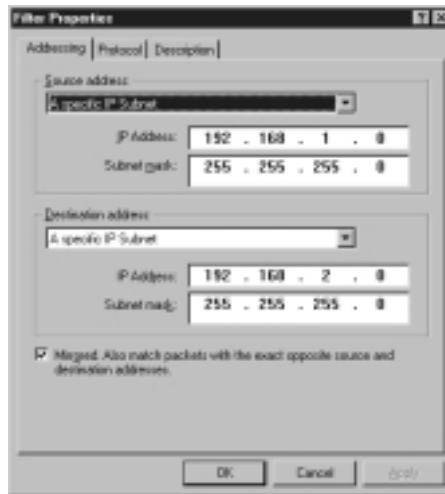 Filter Properties
Addressing Protocol Description
Source address
A specific IP Subnet
IP Address: 192 . 168 . 1 . 0
Subnet mask: 255 . 255 . 255 . 0
Destination address
A specific IP Subnet
IP Address: 192 . 168 . 2 . 0
Subnet mask: 255 . 255 . 255 . 0
Mirrored. Also match packets with the exact opposite source and
destination addresses.
OK Cancel Apply